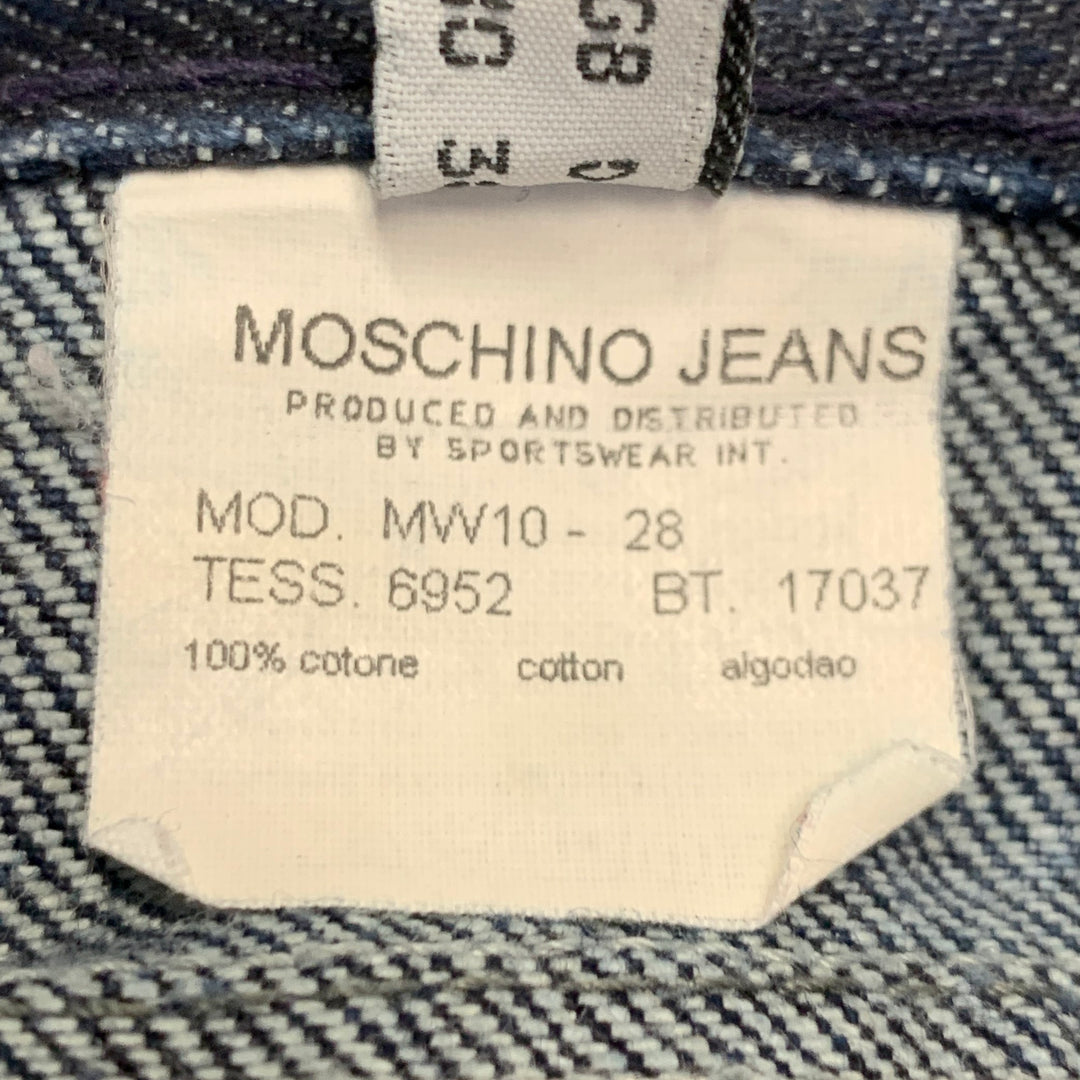 GB
MOSCHINO JEANS
PRODUCED AND DISTRIBUTED
BY SPORTSWEAR INT.
MOD. MW10 - 28
TESS. 6952 BT. 17037
100% cotone cotton algodao